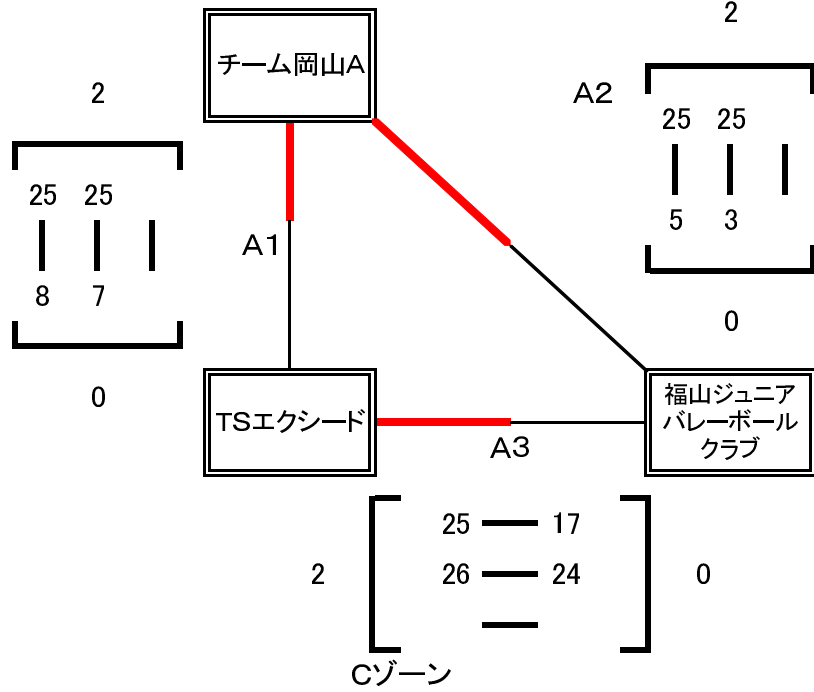 2
チーム岡山A
2
A2
25 25
25 25
5 3
A1
8 7
0
0
TSエクシード
福山ジュニア
バレーボール
クラブ
A3
25 17
2
26 24
0
Cゾーン